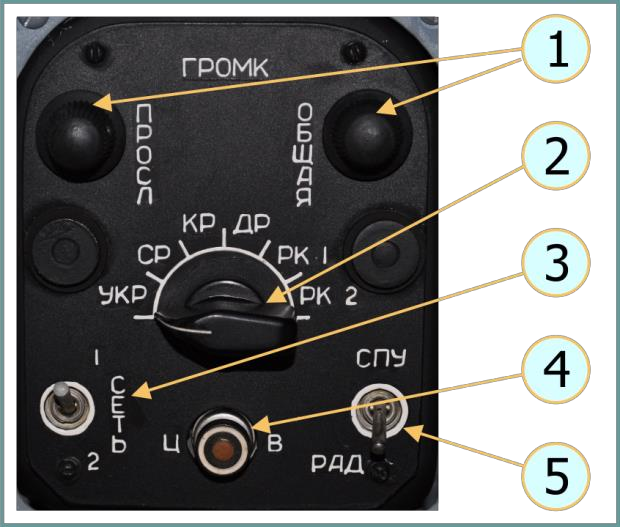 ГРОМК
1
ПРОСЛ
ОБЩАЯ
2
КР ДР
СР РК 1
УКР РК 2
3
1
СЕТЬ
2
СПУ
4
Ц В
РАД
5